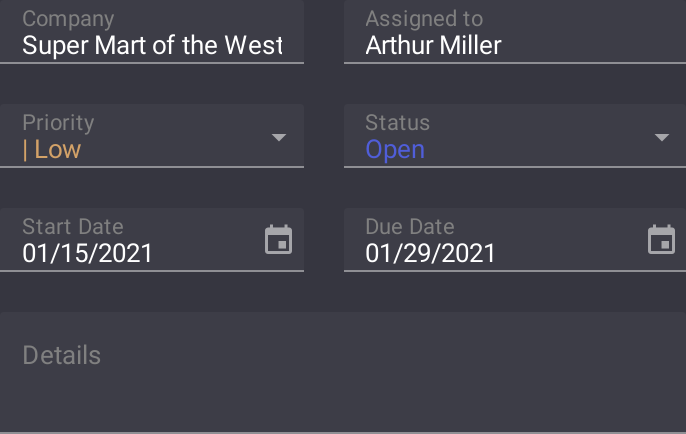 Company
Super Mart of the West
Assigned to
Arthur Miller
Priority
| Low
Status
Open
Start Date
01/15/2021
Due Date
01/29/2021
Details